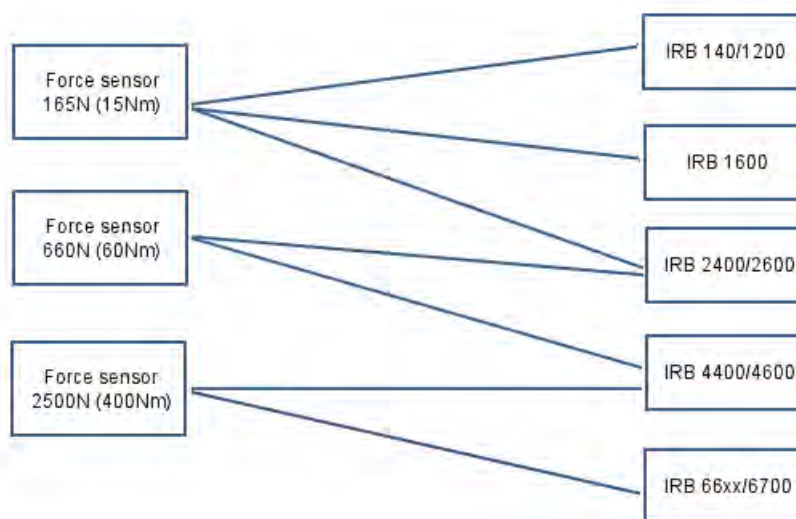 Force sensor
165N (15Nm)
Force sensor
660N (60Nm)
Force sensor
2500N (400Nm)
IRB 140/1200
IRB 1600
IRB 2400/2600
IRB 4400/4600
IRB 66xx/6700